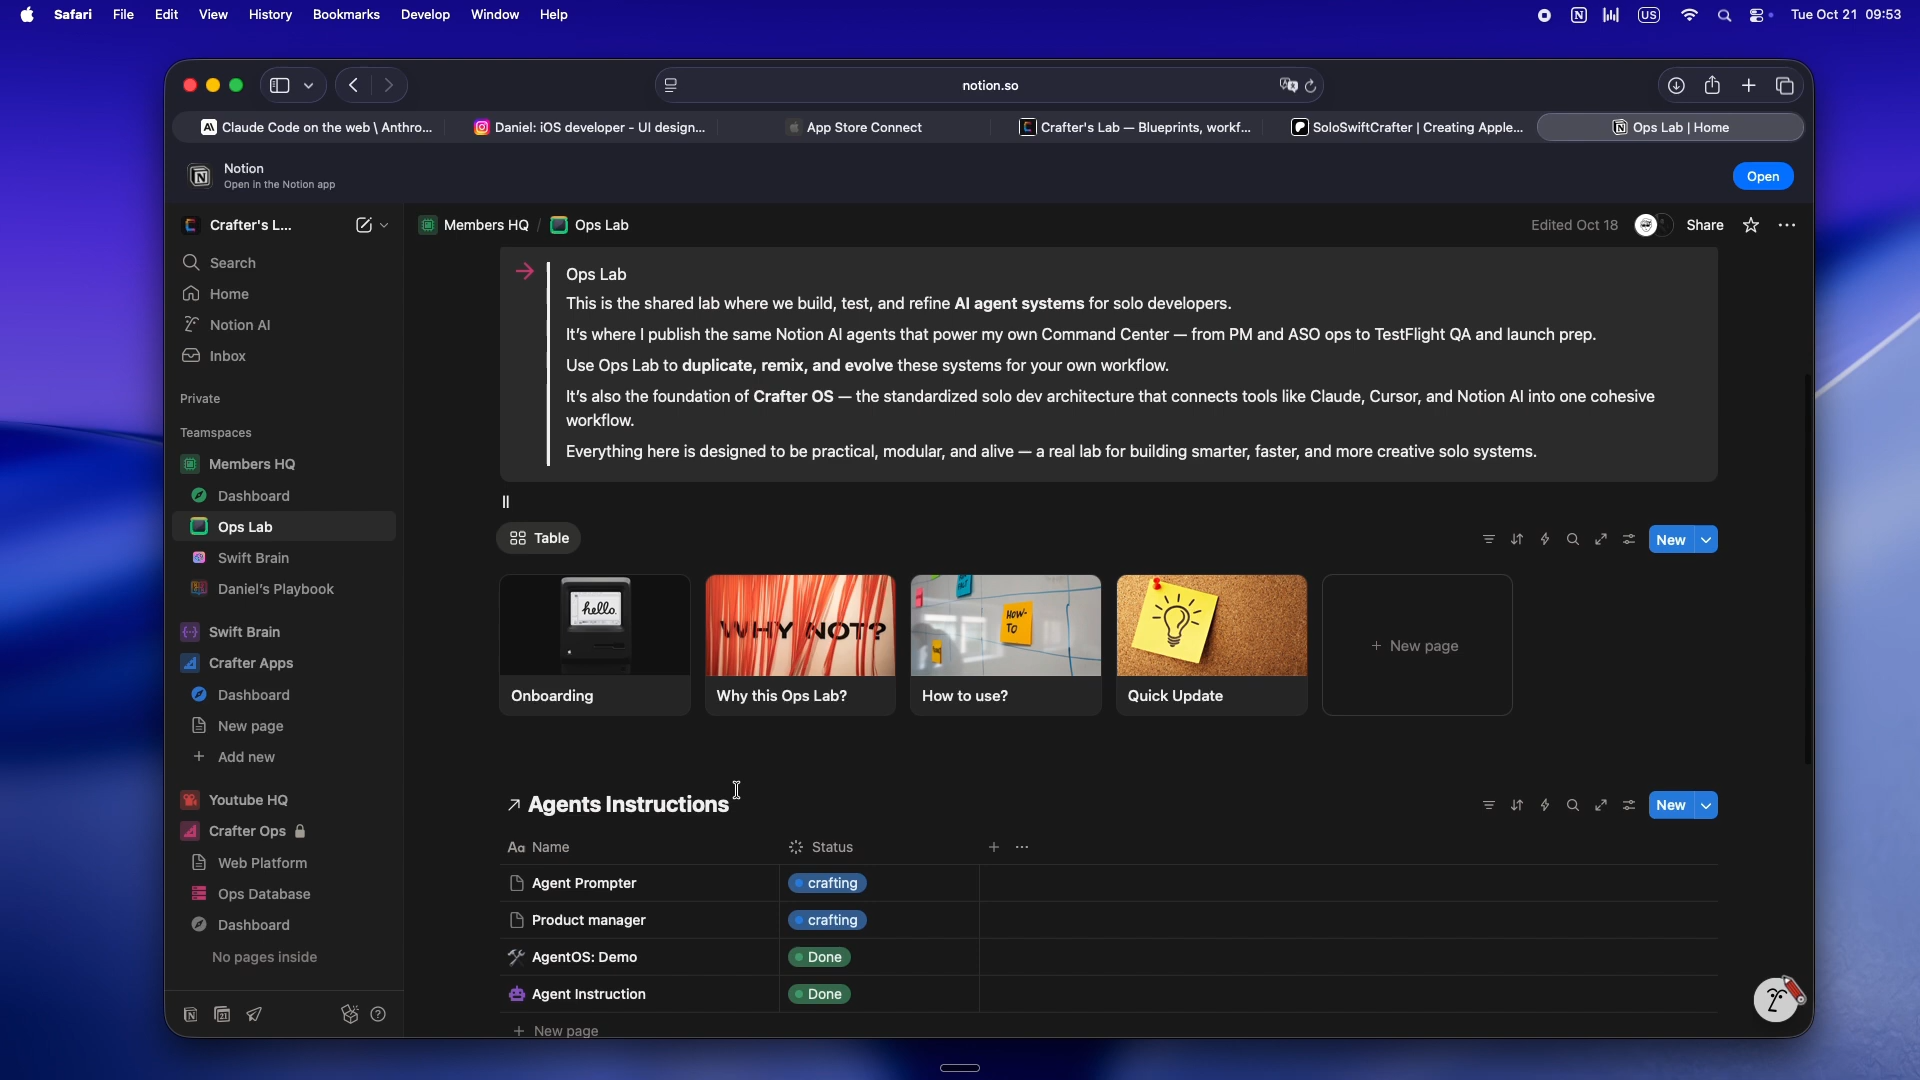 Safari File Edit View History Bookmarks Develop Window Help
US Tue Oct 21 09:53
notion.so
Claude Code on the web \ Anthro...
Daniel: iOS developer - UI design...
App Store Connect
Crafter's Lab — Blueprints, workf...
SoloSwiftCrafter | Creating Apple...
Ops Lab | Home
Notion
Open in the Notion app
Open
Crafter's L...
Search
Home
Notion AI
Inbox
Private
Teamspaces
Members HQ
Dashboard
Ops Lab
Swift Brain
Daniel's Playbook
Swift Brain
Crafter Apps
Dashboard
New page
Add new
Youtube HQ
Crafter Ops
Web Platform
Ops Database
Dashboard
No pages inside
21
Members HQ / Ops Lab
Edited Oct 18
Share
Ops Lab
This is the shared lab where we build, test, and refine AI agent systems for solo developers.
It's where I publish the same Notion AI agents that power my own Command Center — from PM and ASO ops to TestFlight QA and launch prep.
Use Ops Lab to duplicate, remix, and evolve these systems for your own workflow.
It's also the foundation of Crafter OS — the standardized solo dev architecture that connects tools like Claude, Cursor, and Notion AI into one cohesive
workflow.
Everything here is designed to be practical, modular, and alive — a real lab for building smarter, faster, and more creative solo systems.
||
Table
New
hello.
WHY NOT?
HOW-
TO
Onboarding
Why this Ops Lab?
How to use?
Quick Update
+ New page
Agents Instructions
New
Aa Name
Status
Agent Prompter
crafting
Product manager
crafting
AgentOS: Demo
Done
Agent Instruction
Done
+ New page